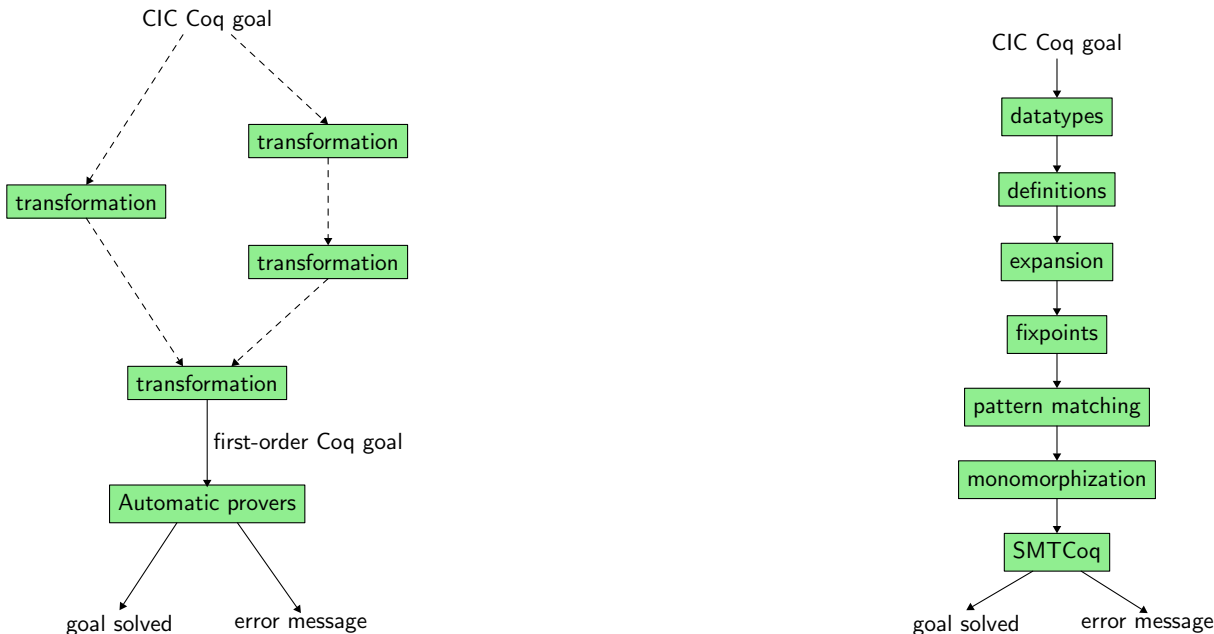 CIC Coq goal
transformation
transformation
transformation
transformation
first-order Coq goal
Automatic provers
goal solved
error message
CIC Coq goal
datatypes
definitions
expansion
fixpoints
pattern matching
monomorphization
SMTCoq
goal solved
error message